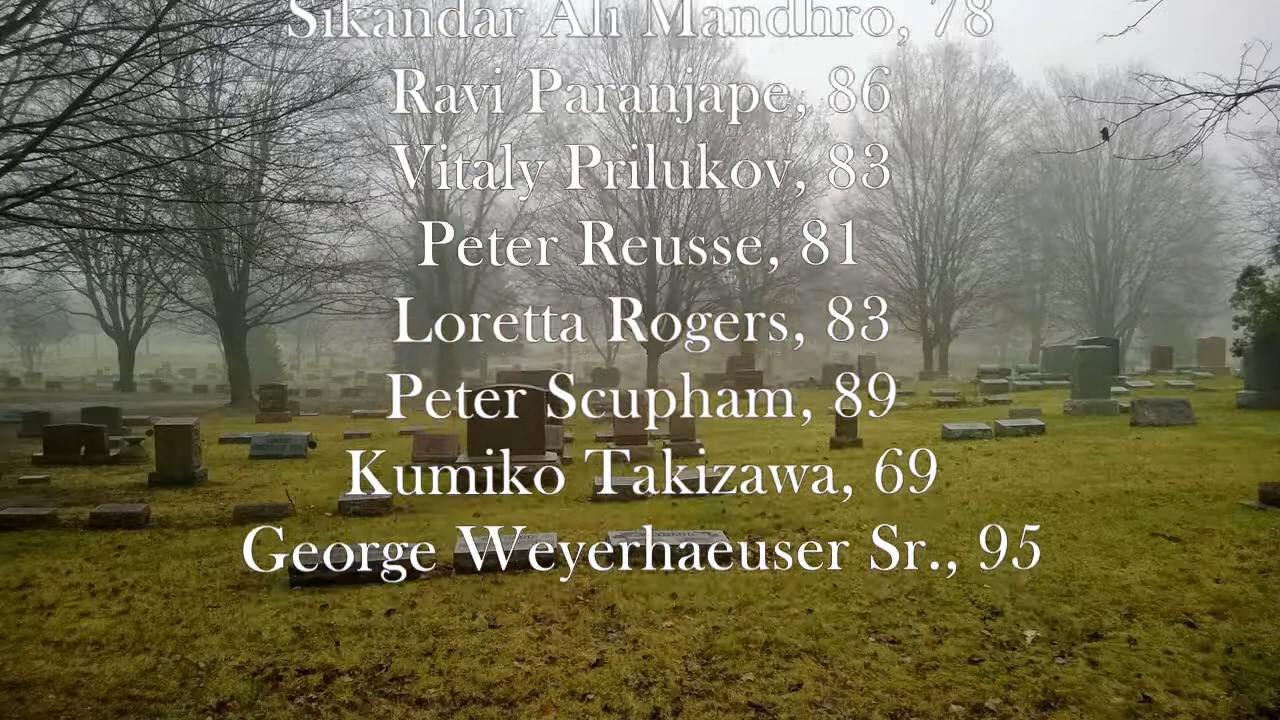 Sikandar Ali Mandhro, 78
Ravi Paranjape, 86
Vitaly Prilukov, 83
Peter Reusse, 81
Loretta Rogers, 83
Peter Scupham, 89
Kumiko Takizawa, 69
George Weyerhaeuser Sr., 95